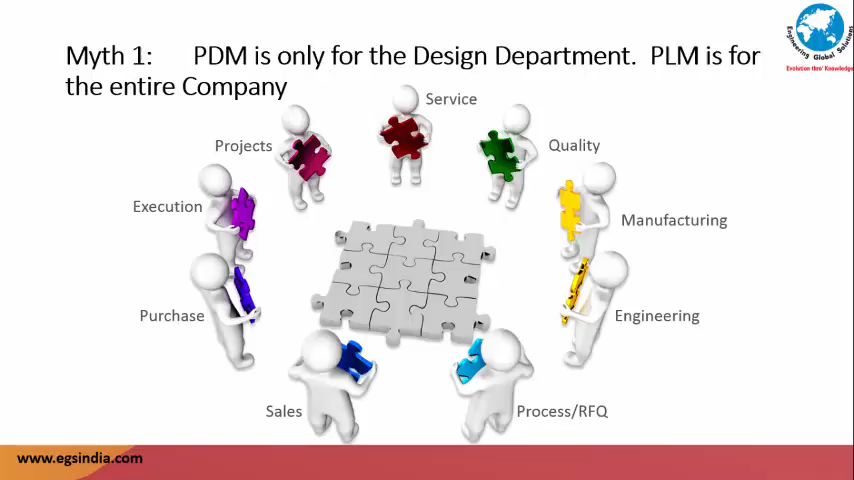 Myth 1: PDM is only for the Design Department. PLM is for
the entire Company
Engineering Global Solutions
Evolution thru' Knowledge
Service
Projects
Quality
Execution
Manufacturing
Purchase
Engineering
Sales
Process/RFQ
www.egsindia.com